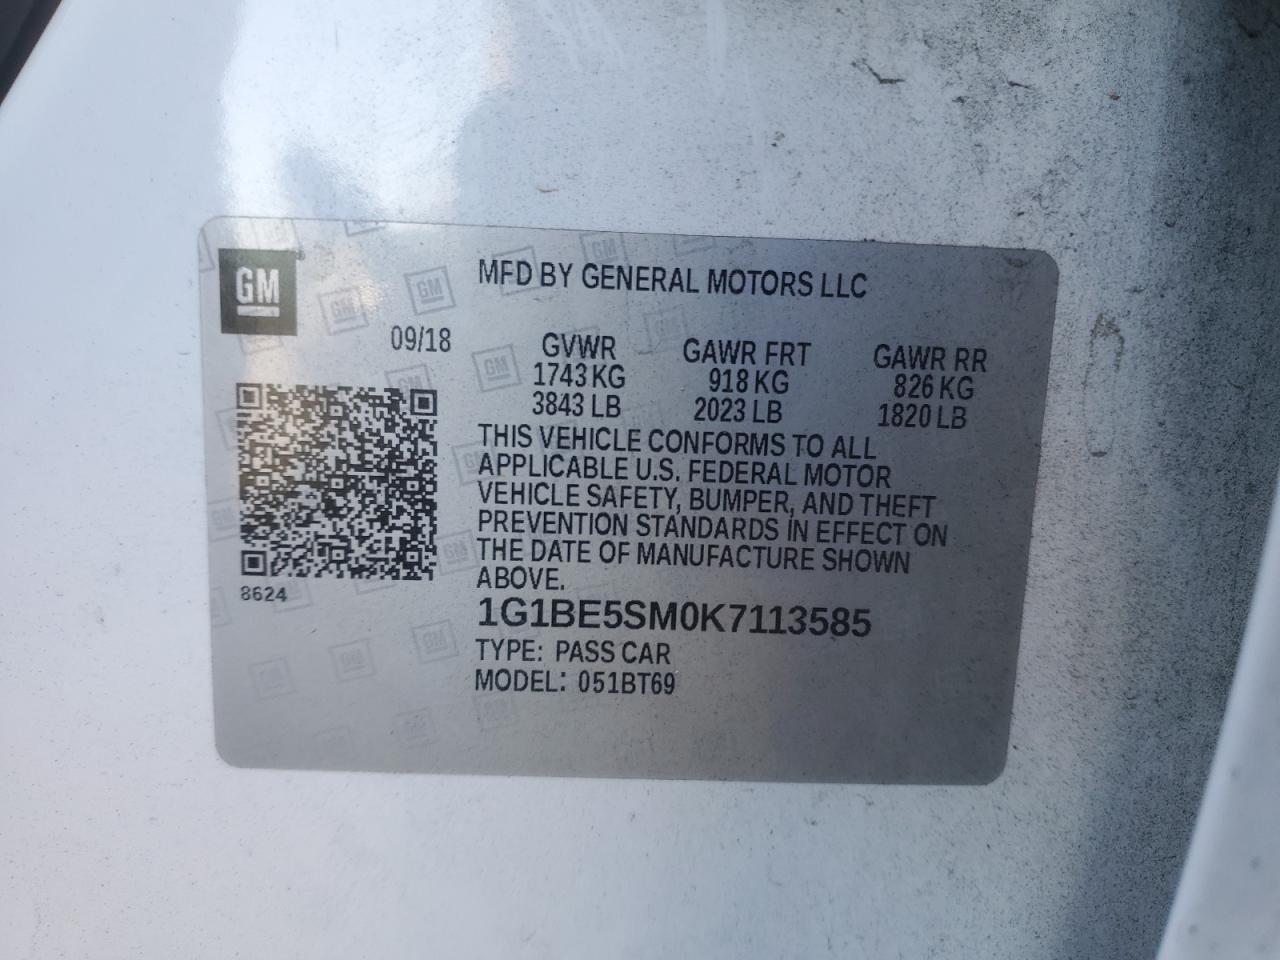 GM
MFD BY GENERAL MOTORS LLC
09/18
GVWR GAWR FRT GAWR RR
1743 KG 918 KG 826 KG
3843 LB 2023 LB 1820 LB
THIS VEHICLE CONFORMS TO ALL
APPLICABLE U.S. FEDERAL MOTOR
VEHICLE SAFETY, BUMPER, AND THEFT
PREVENTION STANDARDS IN EFFECT ON
THE DATE OF MANUFACTURE SHOWN
ABOVE.
8624
1G1BE5SM0K7113585
TYPE: PASS CAR
MODEL: 051BT69